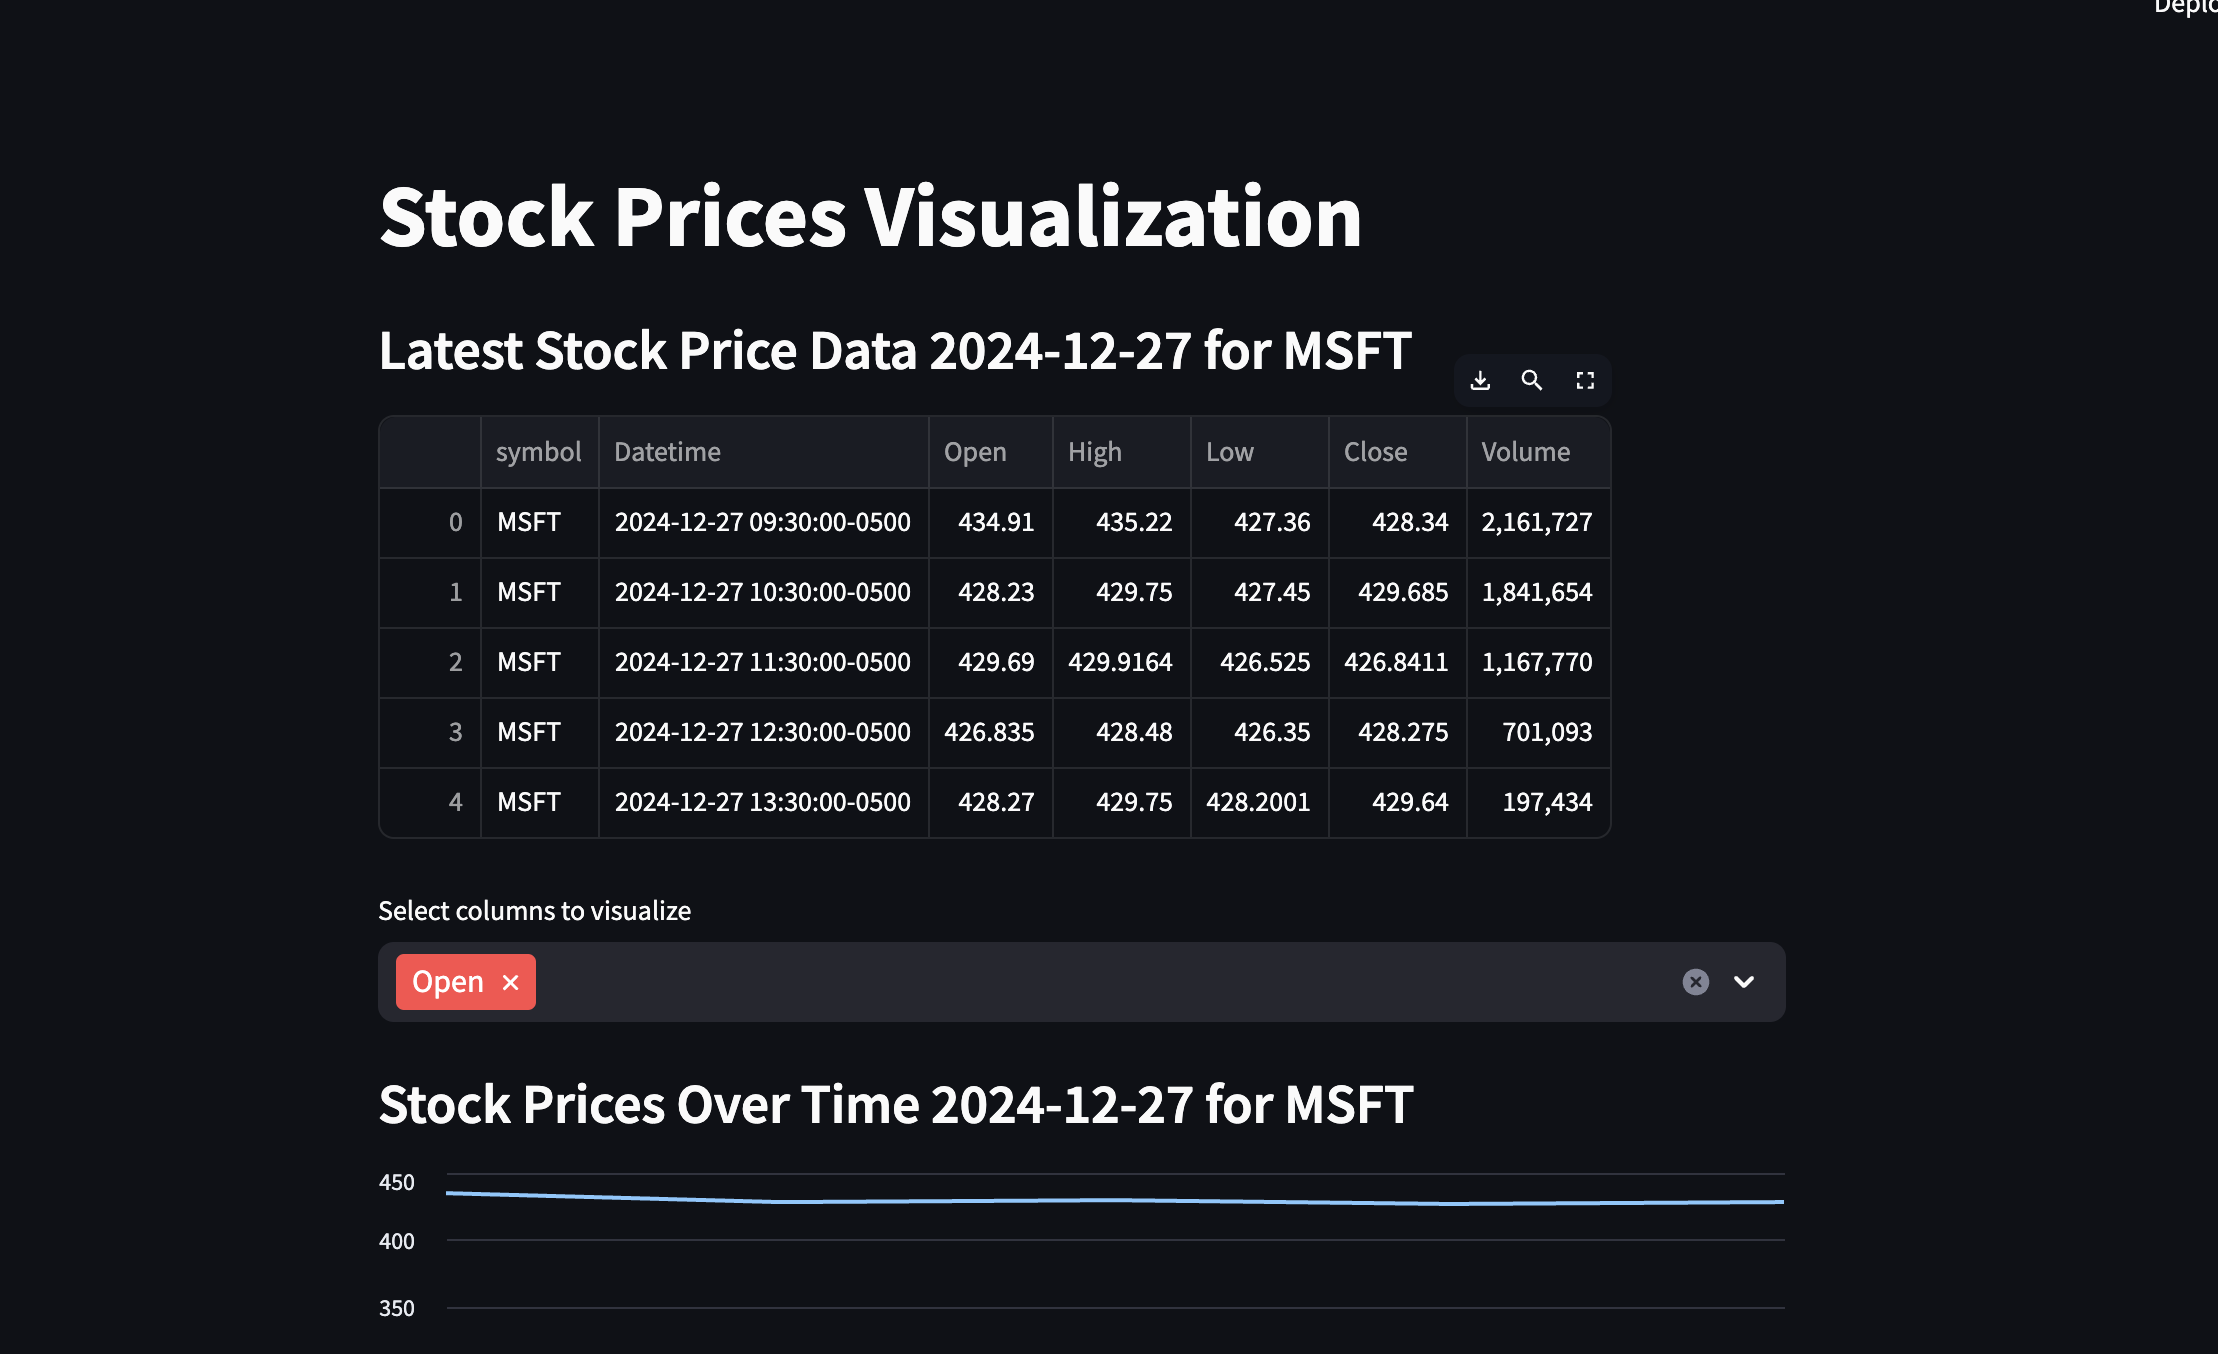 Stock Prices Visualization
Latest Stock Price Data 2024-12-27 for MSFT
symbol Datetime Open High Low Close Volume
0 MSFT 2024-12-27 09:30:00-0500 434.91 435.22 427.36 428.34 2,161,727
1 MSFT 2024-12-27 10:30:00-0500 428.23 429.75 427.45 429.685 1,841,654
2 MSFT 2024-12-27 11:30:00-0500 429.69 429.9164 426.525 426.8411 1,167,770
3 MSFT 2024-12-27 12:30:00-0500 426.835 428.48 426.35 428.275 701,093
4 MSFT 2024-12-27 13:30:00-0500 428.27 429.75 428.2001 429.64 197,434
Select columns to visualize
Open
Stock Prices Over Time 2024-12-27 for MSFT
450
400
350